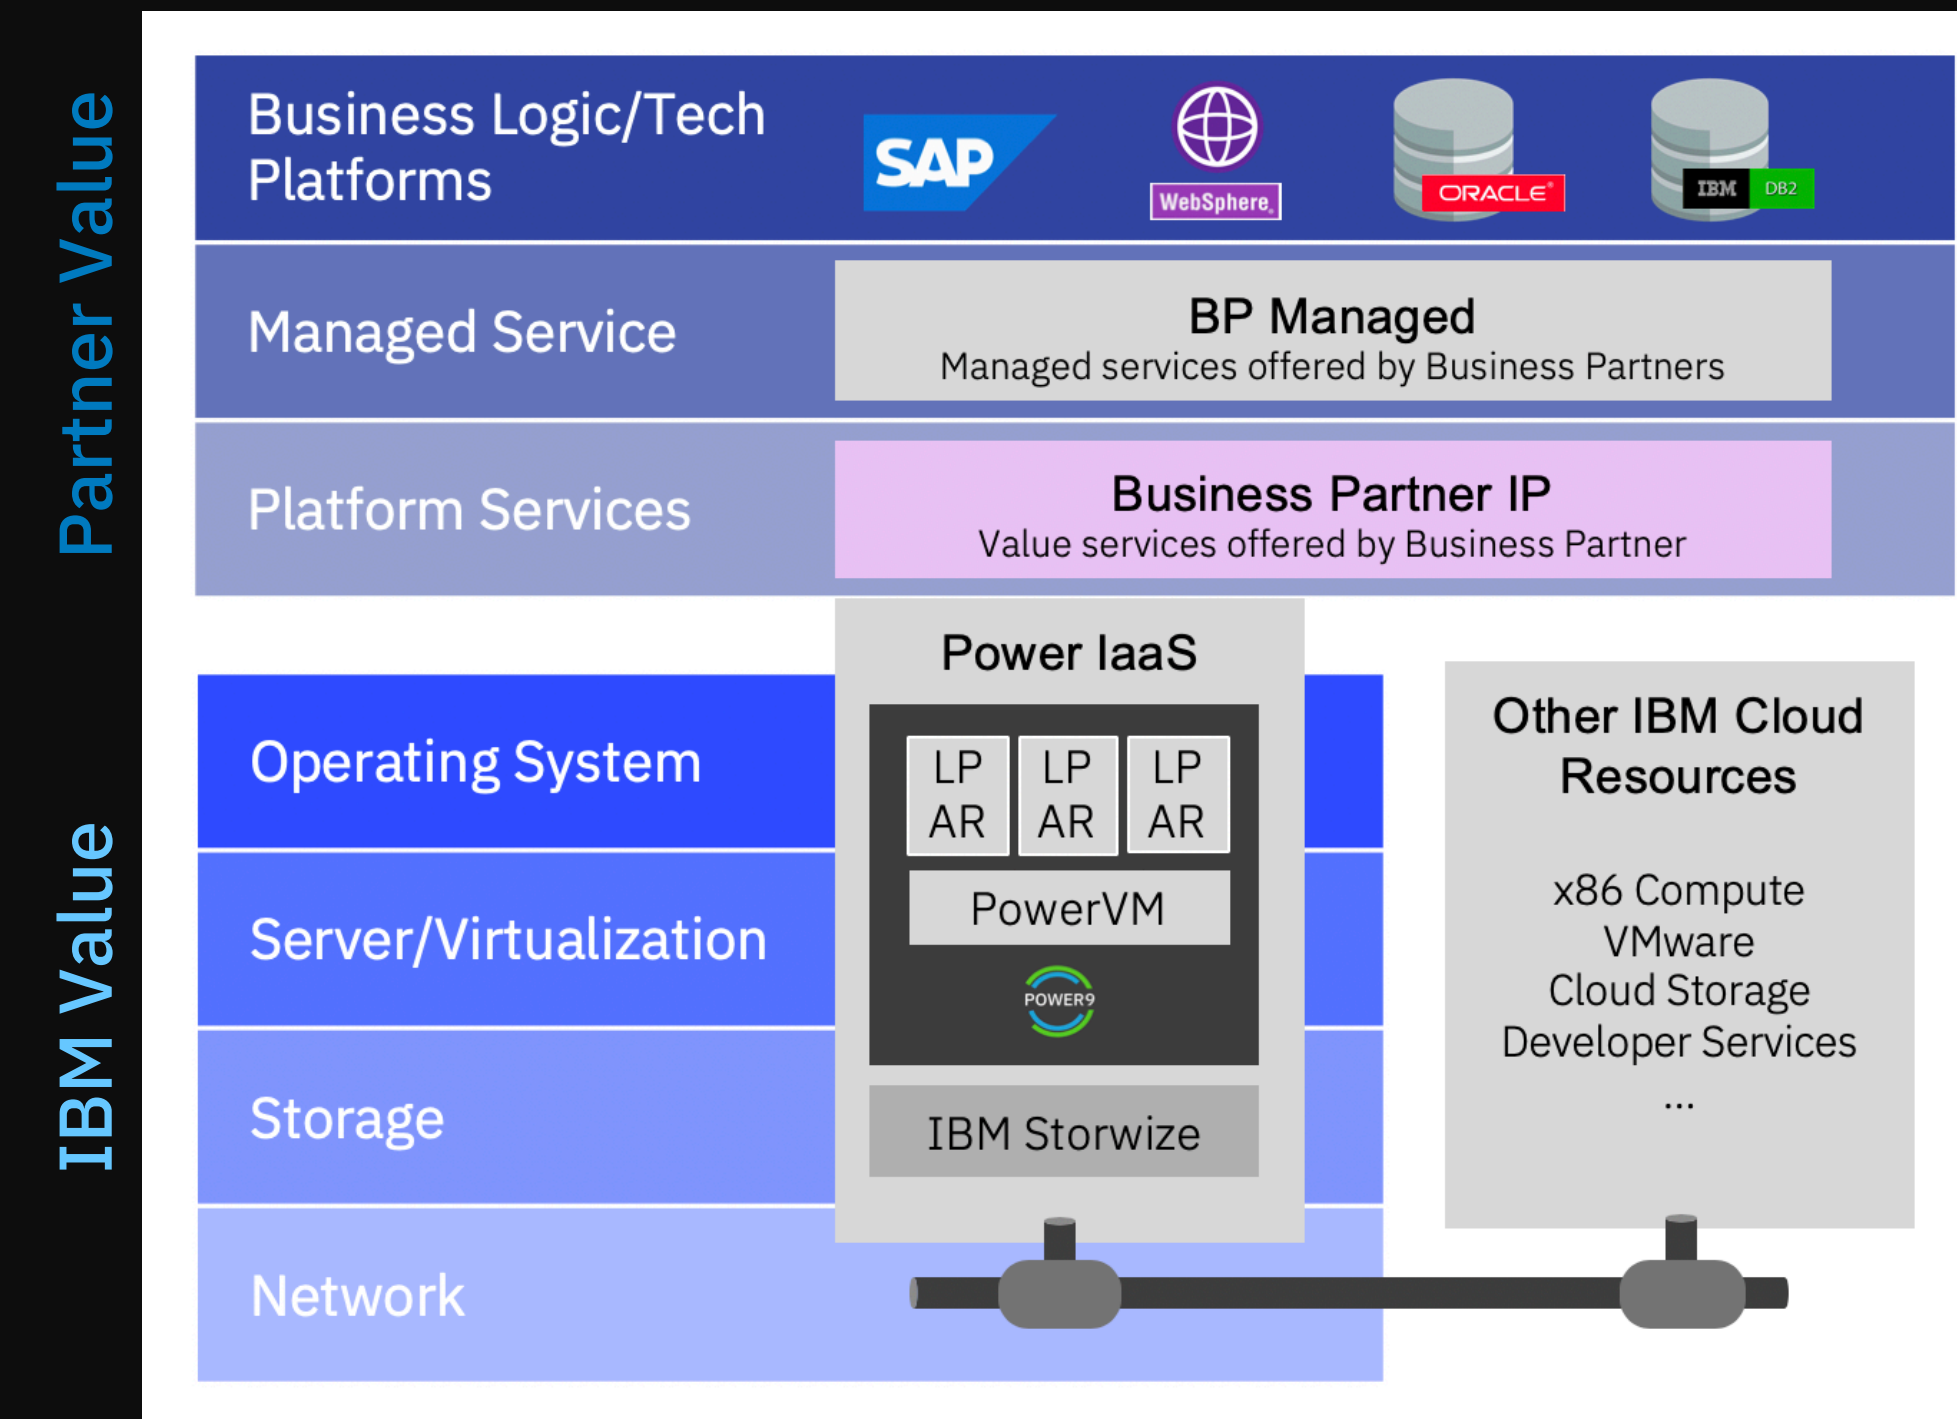 Partner Value
Business Logic/Tech
Platforms
SAP
WebSphere.
ORACLE®
IBM DB2
Managed Service
BP Managed
Managed services offered by Business Partners
Platform Services
Business Partner IP
Value services offered by Business Partner
IBM Value
Operating System
Server/Virtualization
Storage
Network
Power IaaS
LP
AR
LP
AR
LP
AR
PowerVM
POWER9
IBM Storwize
Other IBM Cloud
Resources
x86 Compute
VMware
Cloud Storage
Developer Services
...